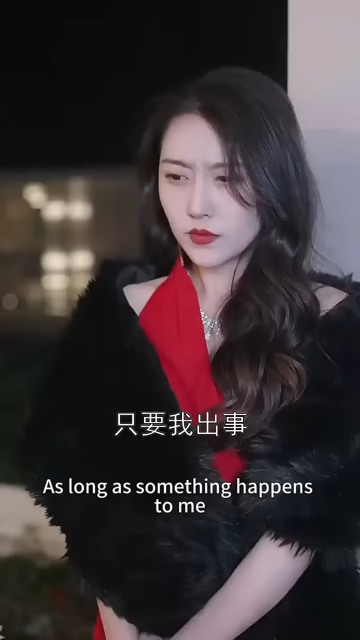 只要我出事
As long as something happens
to me